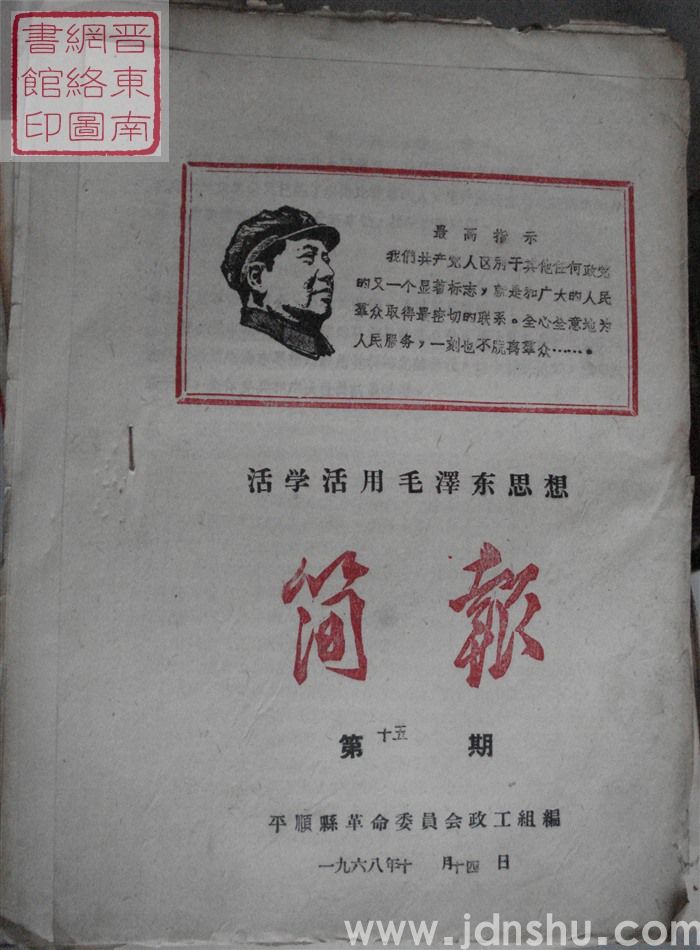 晋东南
網絡圖
書館印
最高指示
我們共产党人区别于其他任何政党
的又一个显著标志，就是和广大的人民
羣众取得最密切的联系。全心全意地为
人民服务，一刻也不脱离羣众……。
活学活用毛澤东思想
简報
第十五期
平順縣革命委員会政工組編
一九六八年十月十四日
www.jdnshu.com